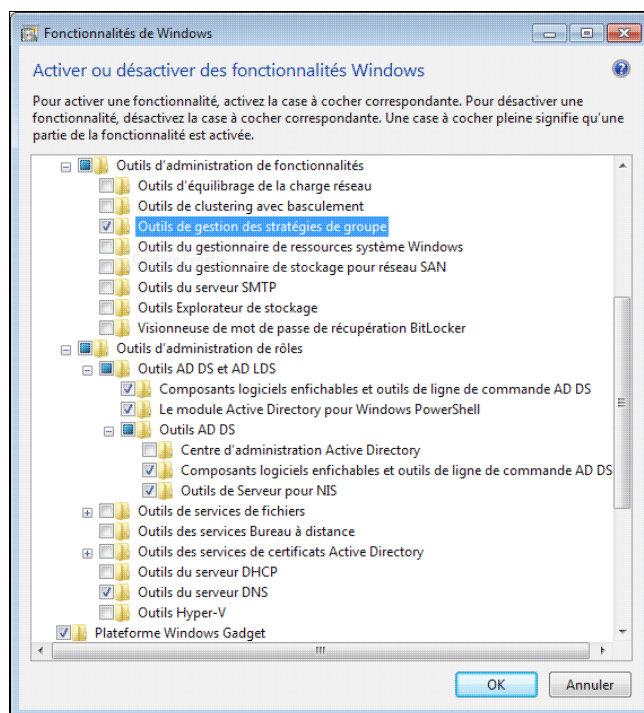 Fonctionnalités de Windows
Activer ou désactiver des fonctionnalités Windows
Pour activer une fonctionnalité, activez la case à cocher correspondante. Pour désactiver une
fonctionnalité, désactivez la case à cocher correspondante. Une case à cocher pleine signifie qu'une
partie de la fonctionnalité est activée.
Outils d'administration de fonctionnalités
Outils d'équilibrage de la charge réseau
Outils de clustering avec basculement
Outils de gestion des stratégies de groupe
Outils du gestionnaire de ressources système Windows
Outils du gestionnaire de stockage pour réseau SAN
Outils du serveur SMTP
Outils Explorateur de stockage
Visionneuse de mot de passe de récupération BitLocker
Outils d'administration de rôles
Outils AD DS et AD LDS
Composants logiciels enfichables et outils de ligne de commande AD DS
Le module Active Directory pour Windows PowerShell
Outils AD DS
Centre d'administration Active Directory
Composants logiciels enfichables et outils de ligne de commande AD DS
Outils de Serveur pour NIS
Outils de services de fichiers
Outils des services Bureau à distance
Outils des services de certificats Active Directory
Outils du serveur DHCP
Outils du serveur DNS
Outils Hyper-V
Plateforme Windows Gadget
OK Annuler